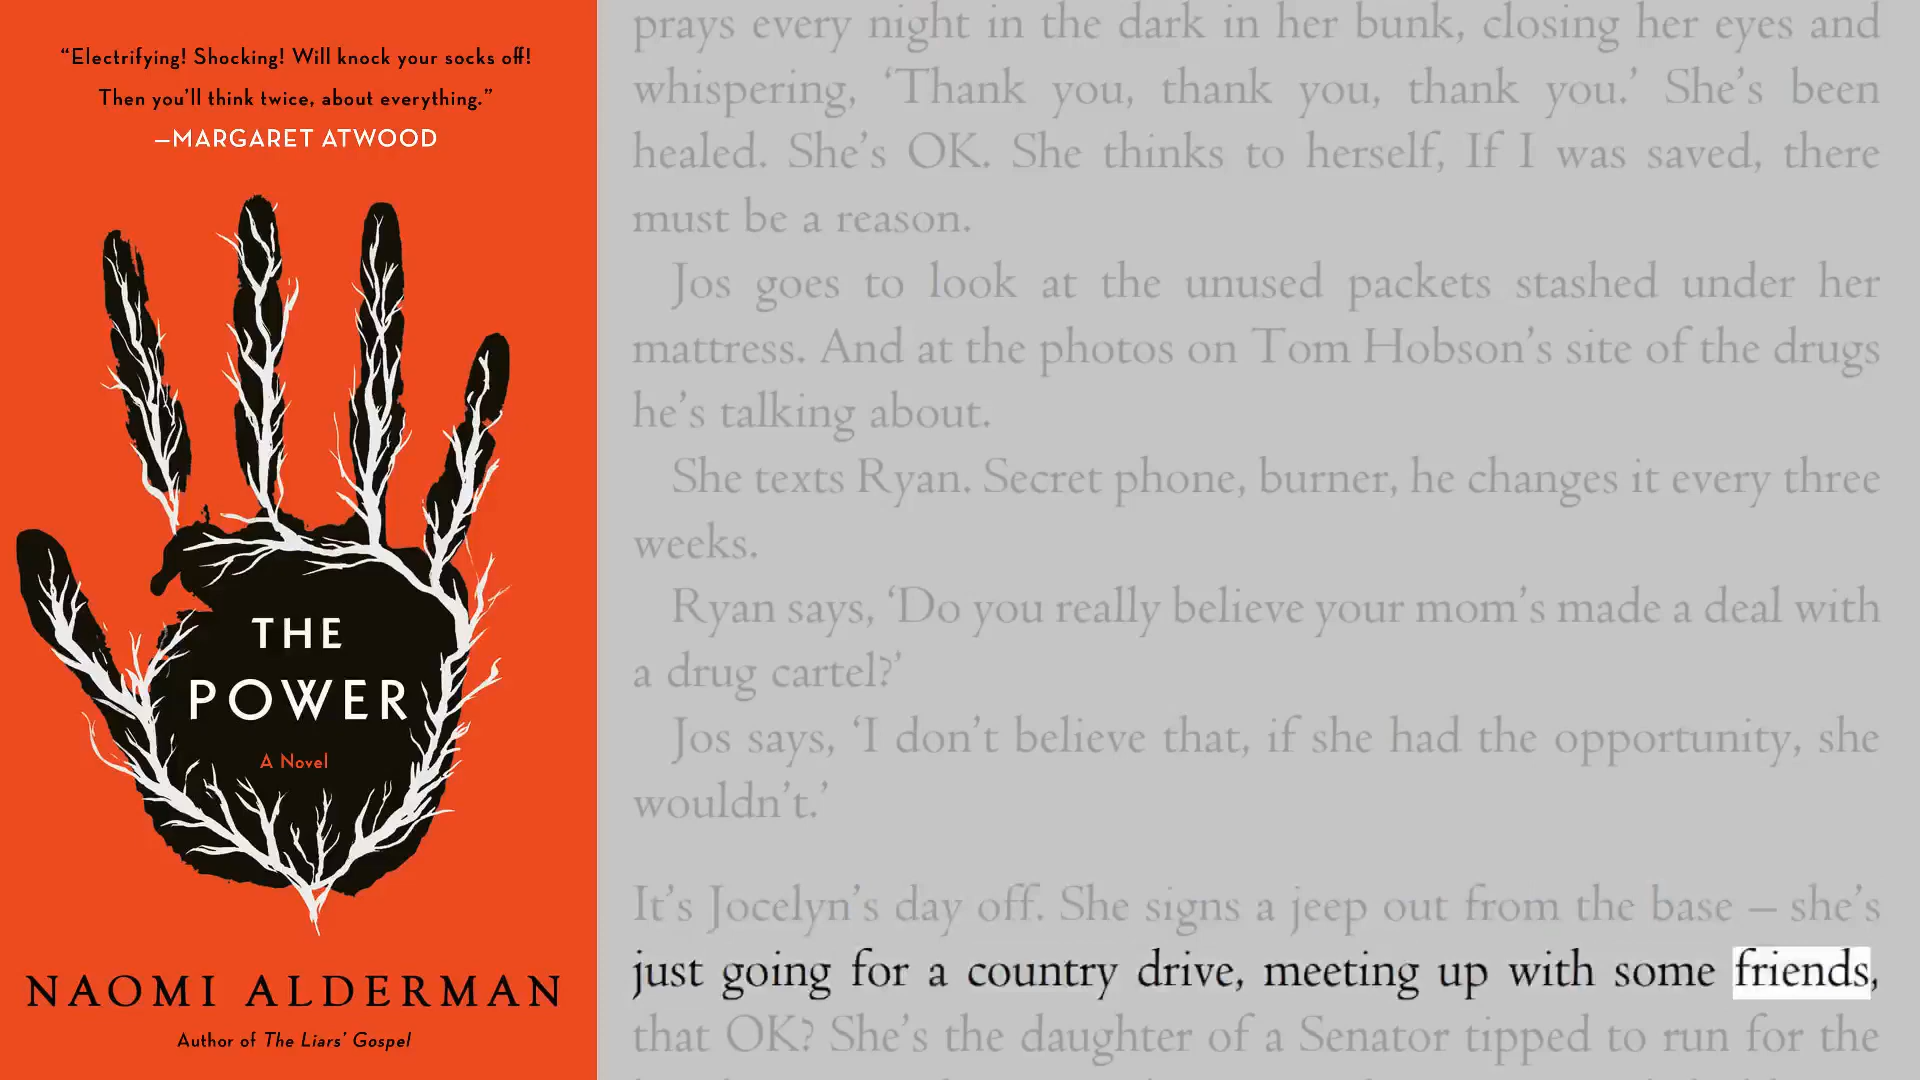 “Electrifying! Shocking! Will knock your socks off!
Then you’ll think twice, about everything.”
—MARGARET ATWOOD
THE
POWER
A Novel
NAOMI ALDERMAN
Author of The Liars’ Gospel
prays every night in the dark in her bunk, closing her eyes and
whispering, ‘Thank you, thank you, thank you.’ She’s been
healed. She’s OK. She thinks to herself, If I was saved, there
must be a reason.
Jos goes to look at the unused packets stashed under her
mattress. And at the photos on Tom Hobson’s site of the drugs
he’s talking about.
She texts Ryan. Secret phone, burner, he changes it every three
weeks.
Ryan says, ‘Do you really believe your mom’s made a deal with
a drug cartel?’
Jos says, ‘I don’t believe that, if she had the opportunity, she
wouldn’t.’
It’s Jocelyn’s day off. She signs a jeep out from the base – she’s
just going for a country drive, meeting up with some friends,
that OK? She’s the daughter of a Senator tipped to run for the